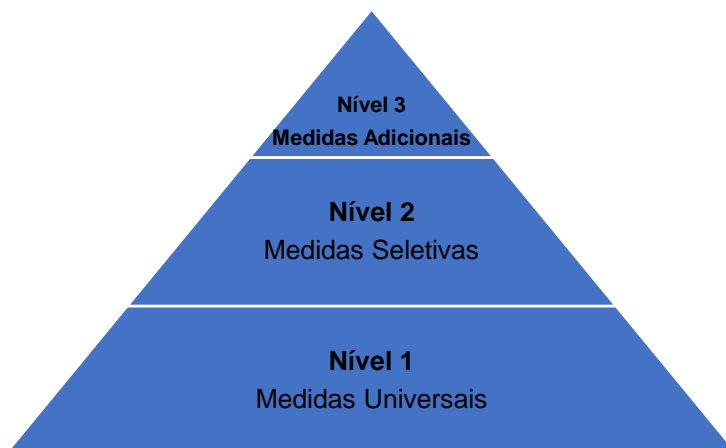 Nível 3
Medidas Adicionais
Nível 2
Medidas Seletivas
Nível 1
Medidas Universais